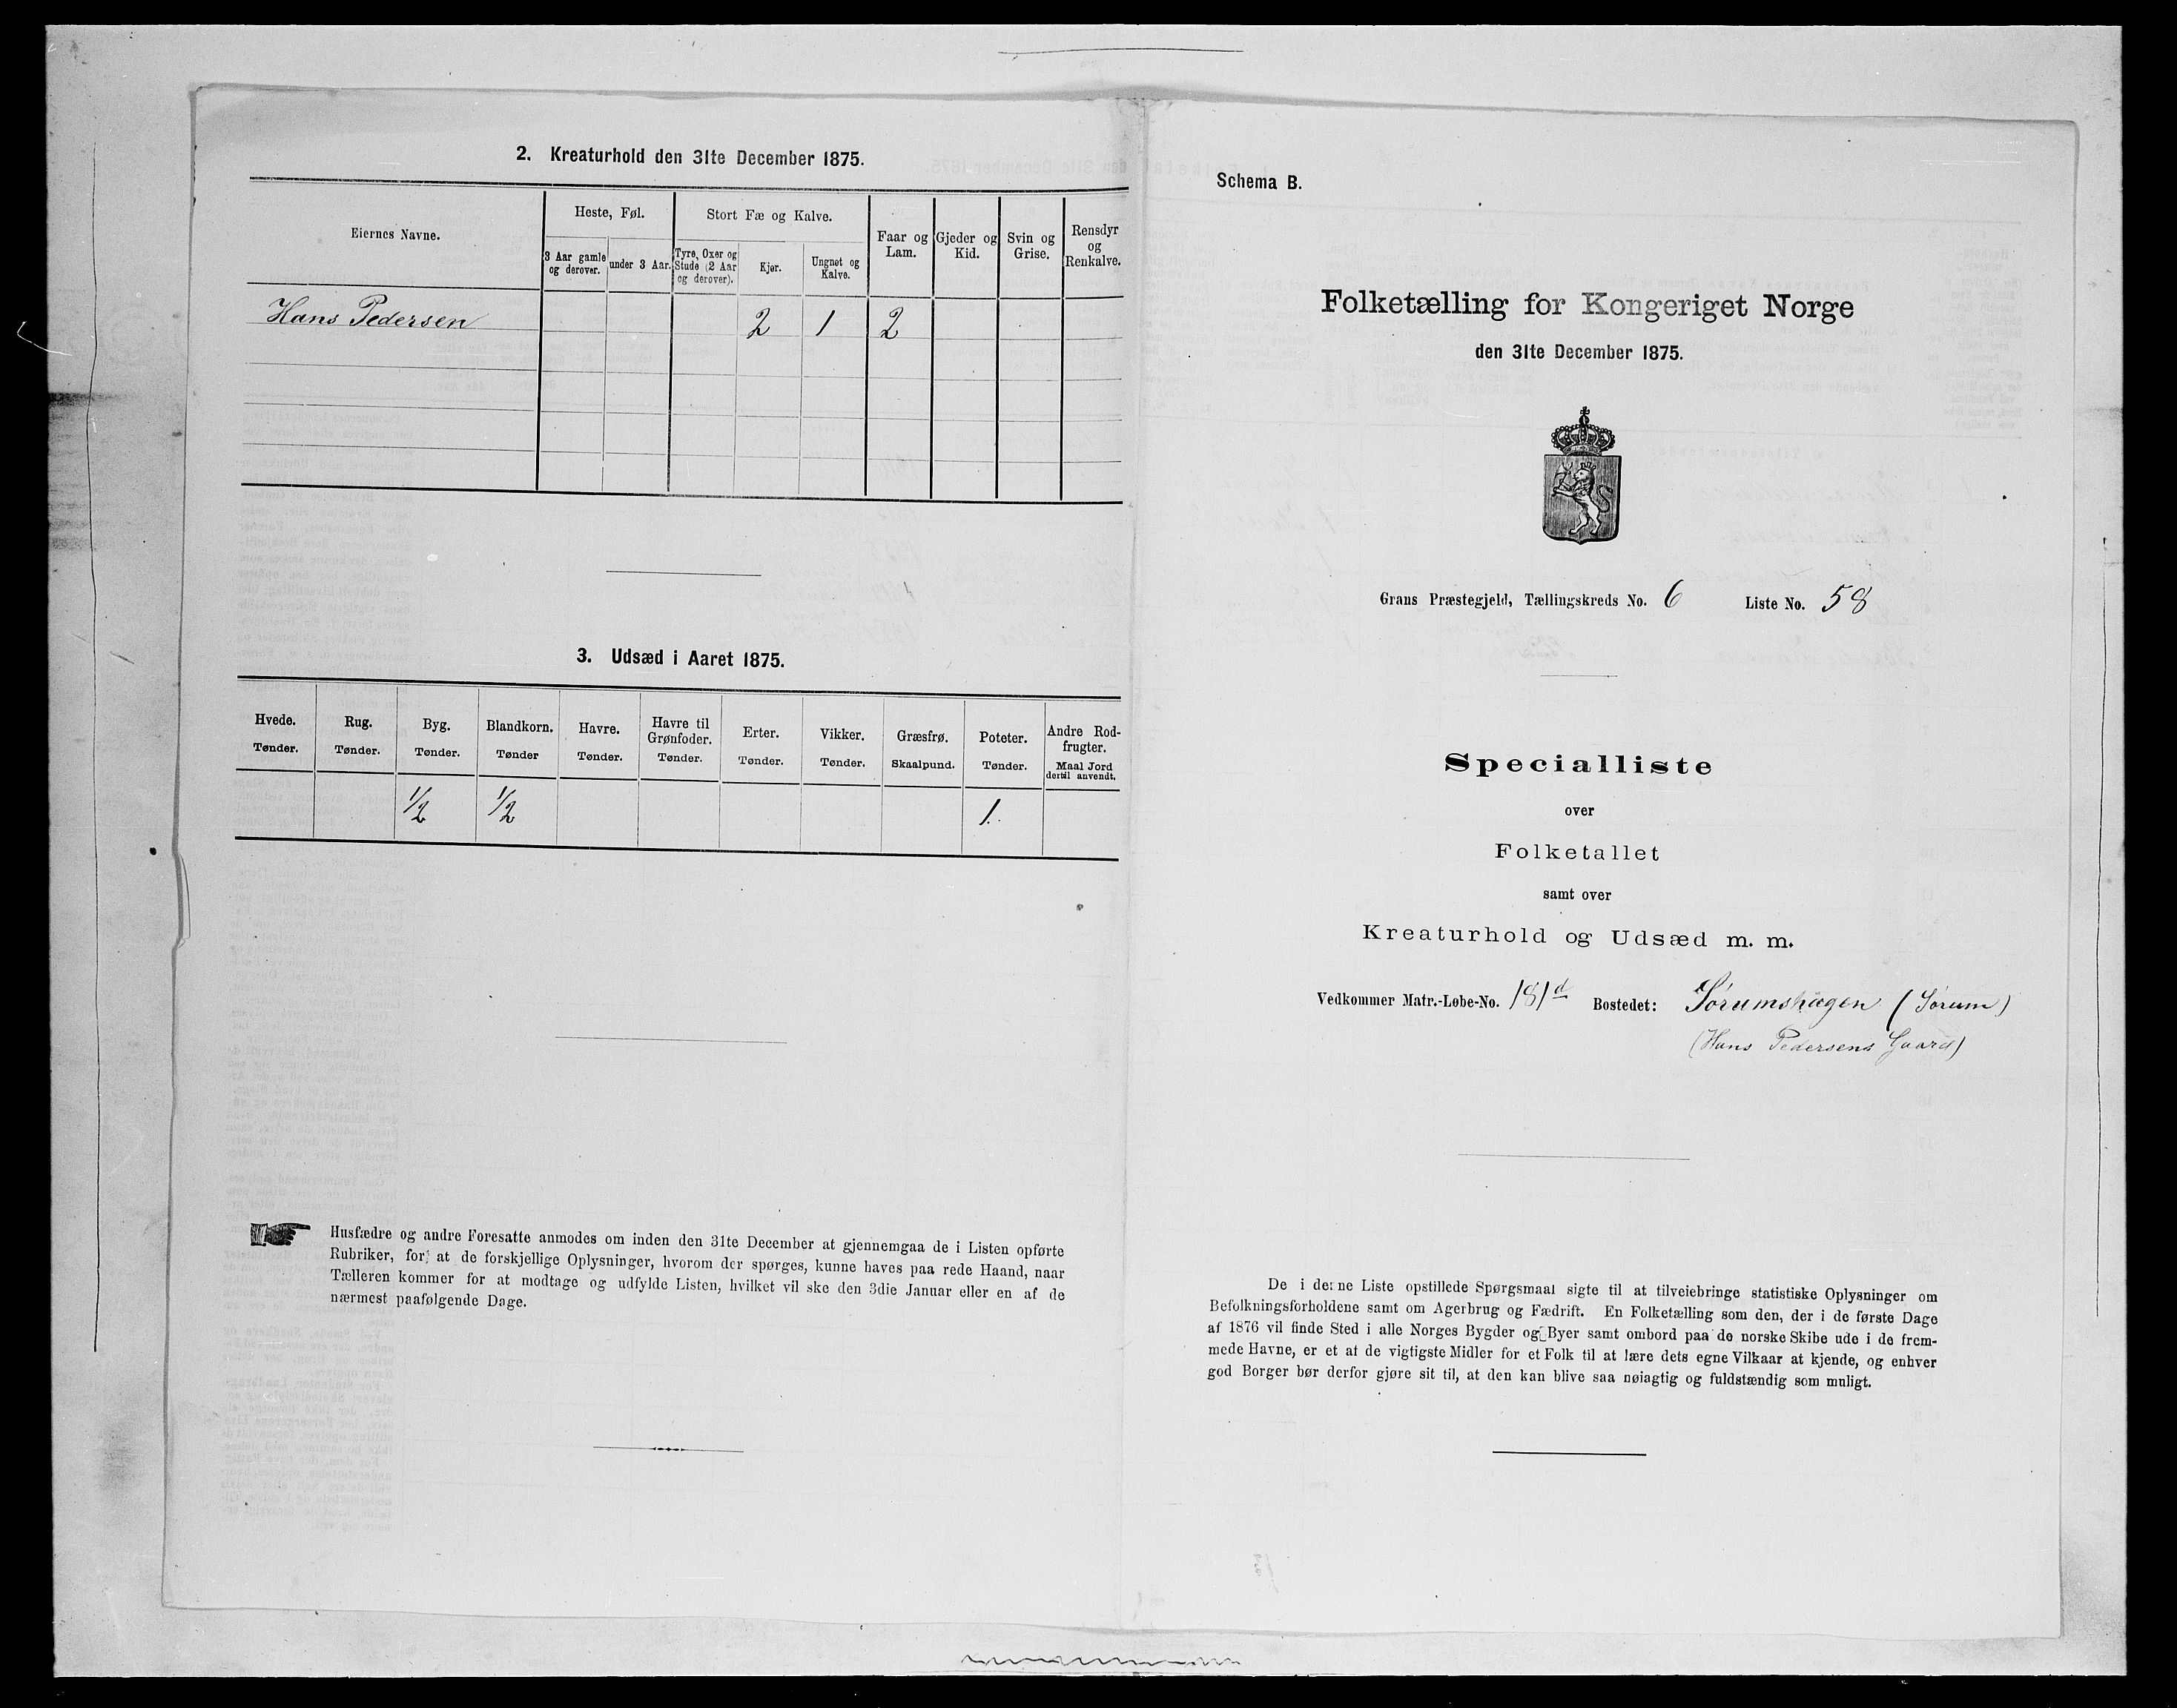 2. Kreaturhold den 31te December 1875.
Eiernes Navne.
Heste, Føl.
Stort Fæ og Kalve.
Faar og Lam.
Gjeder og Kid.
Svin og Grise.
Rensdyr og Renkalve.
3 Aar gamle og derover.
under 3 Aar.
Tyre, Oxer og Stude (2 Aar og derover).
Kjør.
Ungnøt og Kalve.
Hans Pedersen 2 1 2
3. Udsæd i Aaret 1875.
Hvede. Rug. Byg. Blandkorn. Havre. Havre til Grønfoder. Erter. Vikker. Græsfrø. Poteter. Andre Rodfrugter.
Tønder. Tønder. Tønder. Tønder Tønder. Tønder. Tønder. Tønder. Skaalpund. Tønder. Maal Jord dertil anvendt.
1/2 1/2 1.
Husfædre og andre Foresatte anmodes om inden den 31te December at gjennemgaa de i Listen opførte
Rubriker, for at de forskjellige Oplysninger, hvorom der spørges, kunne haves paa rede Haand, naar
Tælleren kommer for at modtage og udfylde Listen, hvilket vil ske den 3die Januar eller en af de
nærmest paafølgende Dage.
Schema B.
Folketælling for Kongeriget Norge
den 31te December 1875.
Grans Præstegjeld, Tællingskreds No. 6 Liste No. 58
Specialliste
over
Folketallet
samt over
Kreaturhold og Udsæd m. m.
Vedkommer Matr.-Løbe-No. 181d Bostedet: Sörumshagen (Sörum)
(Hans Pedersens Gaard)
De i denne Liste opstillede Spørgsmaal sigte til at tilveiebringe statistiske Oplysninger om
Befolkningsforholdene samt om Agerbrug og Fædrift. En Folketælling som den, der i de første Dage
af 1876 vil finde Sted i alle Norges Bygder og Byer samt ombord paa de norske Skibe ude i de frem-
mede Havne, er et af de vigtigste Midler for et Folk til at lære dets egne Vilkaar at kjende, og enhver
god Borger bør derfor gjøre sit til, at den kan blive saa nøiagtig og fuldstændig som muligt.